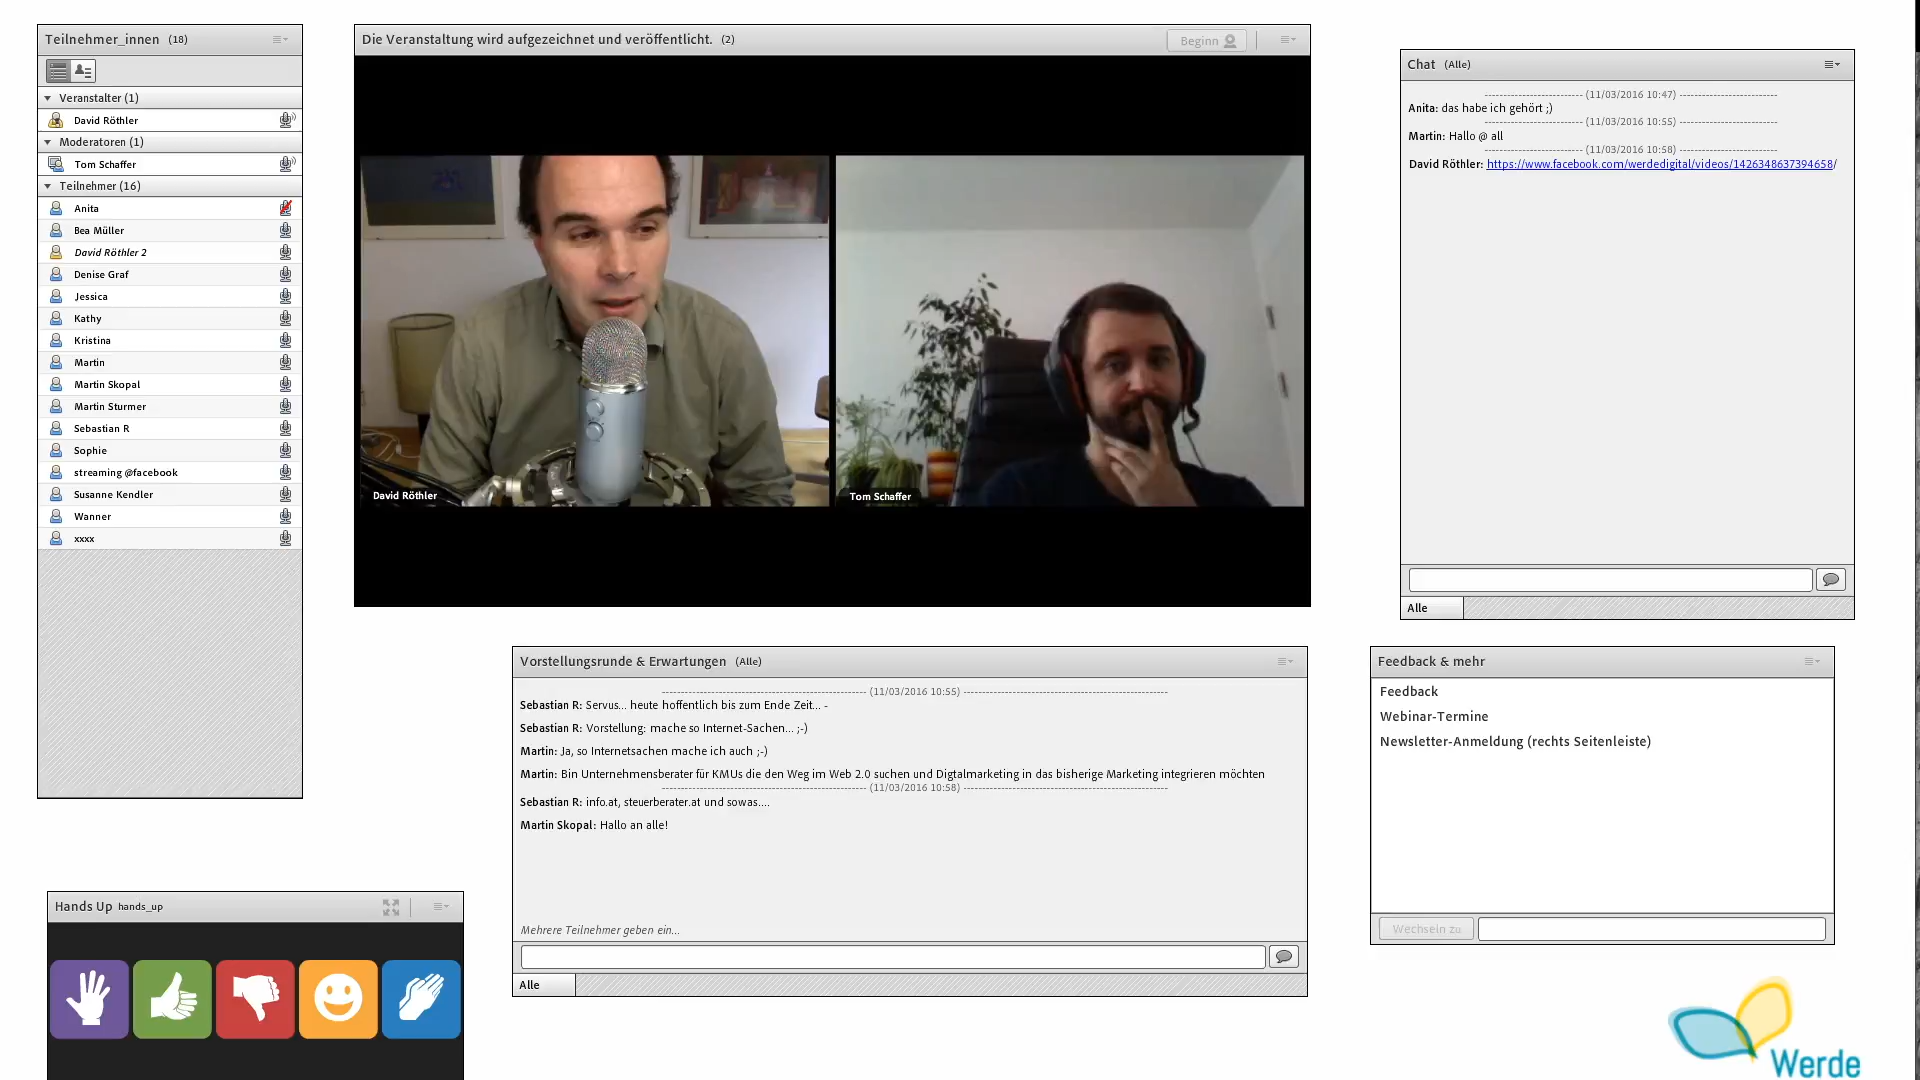 Teilnehmer_innen (18)
Veranstalter (1)
David Röthler
Moderatoren (1)
Tom Schaffer
Teilnehmer (16)
Anita
Bea Müller
David Röthler 2
Denise Graf
Jessica
Kathy
Kristina
Martin
Martin Skopal
Martin Sturmer
Sebastian R
Sophie
streaming @facebook
Susanne Kendler
Wanner
xxxx
Die Veranstaltung wird aufgezeichnet und veröffentlicht. (2)
Beginn
David Röthler
Tom Schaffer
Chat (Alle)
------------------------- (11/03/2016 10:47) -------------------------
Anita: das habe ich gehört ;)
------------------------- (11/03/2016 10:55) -------------------------
Martin: Hallo @ all
------------------------- (11/03/2016 10:58) -------------------------
David Röthler: https://www.facebook.com/werdedigital/videos/1426348637394658/
Alle
Vorstellungsrunde & Erwartungen (Alle)
---------------------------------------------------- (11/03/2016 10:55) ----------------------------------------------------
Sebastian R: Servus... heute hoffentlich bis zum Ende Zeit... -
Sebastian R: Vorstellung: mache so Internet-Sachen... ;-)
Martin: Ja, so Internetsachen mache ich auch ;-)
Martin: Bin Unternehmensberater für KMUs die den Weg im Web 2.0 suchen und Digtalmarketing in das bisherige Marketing integrieren möchten
---------------------------------------------------- (11/03/2016 10:58) ----------------------------------------------------
Sebastian R: info.at, steuerberater.at und sowas....
Martin Skopal: Hallo an alle!
Mehrere Teilnehmer geben ein...
Alle
Feedback & mehr
Feedback
Webinar-Termine
Newsletter-Anmeldung (rechts Seitenleiste)
Wechseln zu
Hands Up hands_up
Werde